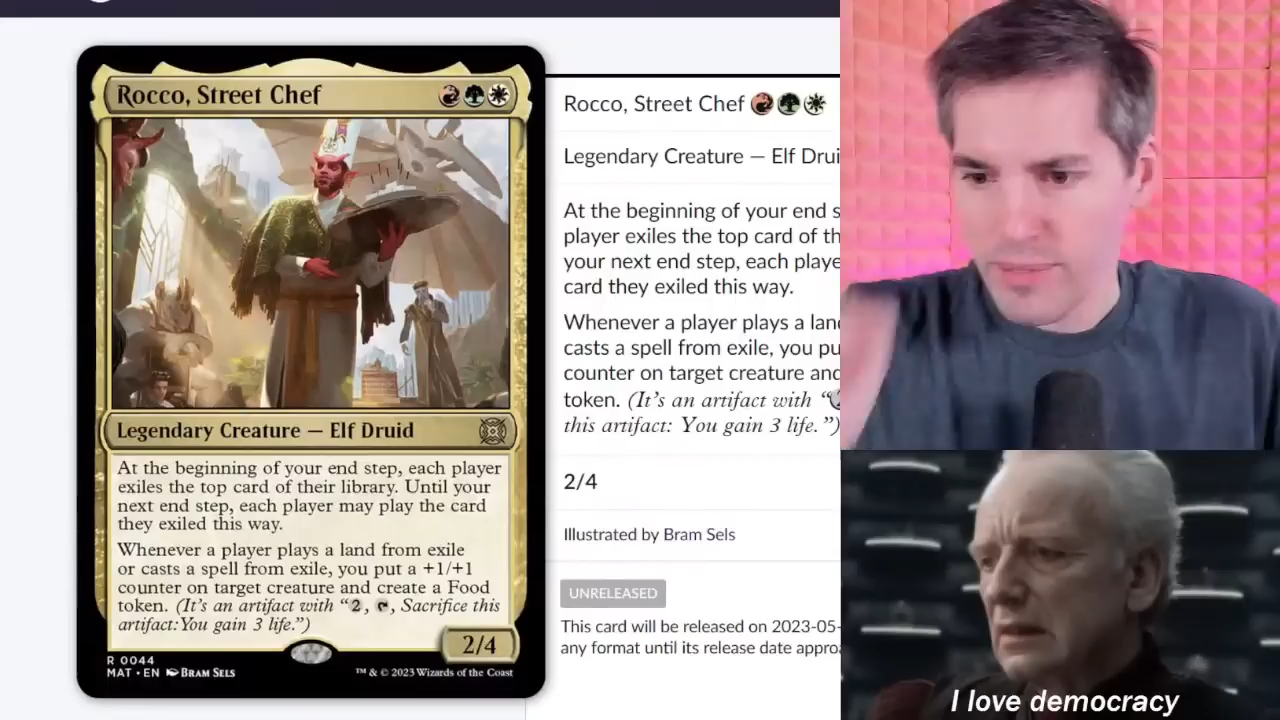 Rocco, Street Chef
Legendary Creature — Elf Druid
At the beginning of your end step, each player
exiles the top card of their library. Until your
next end step, each player may play the card
they exiled this way.
Whenever a player plays a land from exile
or casts a spell from exile, you put a +1/+1
counter on target creature and create a Food
token. (It's an artifact with “2, , Sacrifice this
artifact:You gain 3 life.”)
2/4
R 0044
MAT • EN BRAM SELS
™ & © 2023 Wizards of the Coast
Rocco, Street Chef
Legendary Creature — Elf Drui
At the beginning of your end s
player exiles the top card of th
your next end step, each playe
card they exiled this way.
Whenever a player plays a lan
casts a spell from exile, you pu
counter on target creature and
token. (It's an artifact with “
this artifact: You gain 3 life.”)
2/4
Illustrated by Bram Sels
UNRELEASED
This card will be released on 2023-05-
any format until its release date appro
I love democracy